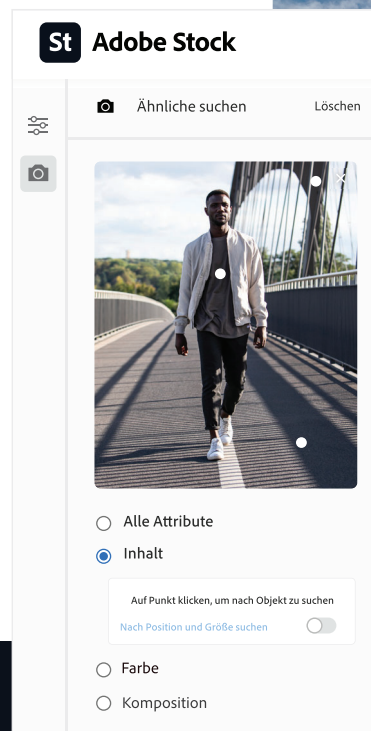 St Adobe Stock
Ähnliche suchen Löschen
Alle Attribute
Inhalt
Auf Punkt klicken, um nach Objekt zu suchen
Nach Position und Größe suchen
Farbe
Komposition